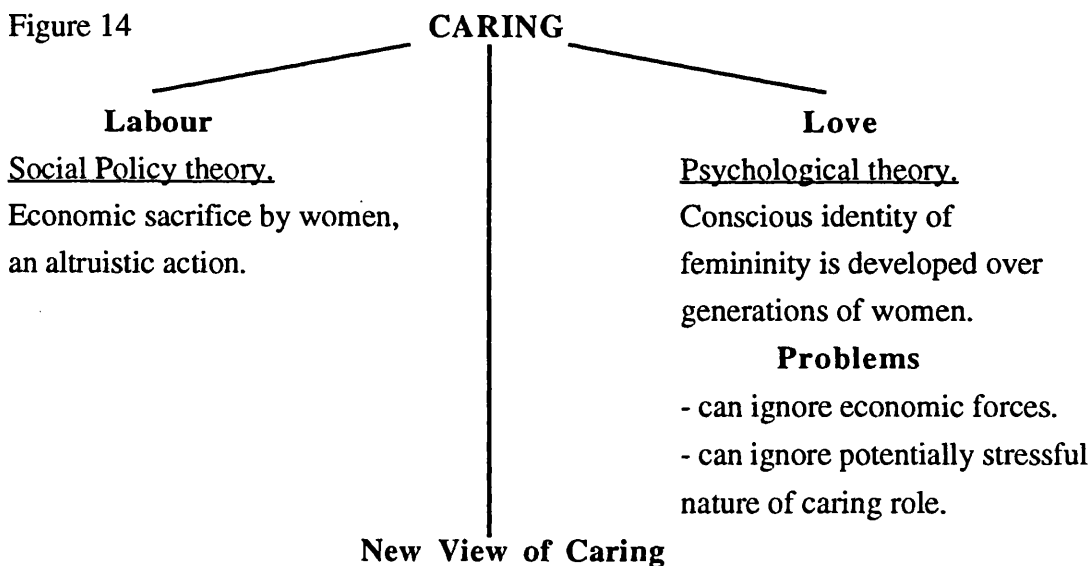 Figure 14
CARING
Labour
Social Policy theory.
Economic sacrifice by women,
an altruistic action.
Love
Psychological theory.
Conscious identity of
femininity is developed over
generations of women.
Problems
- can ignore economic forces.
- can ignore potentially stressful
nature of caring role.
New View of Caring